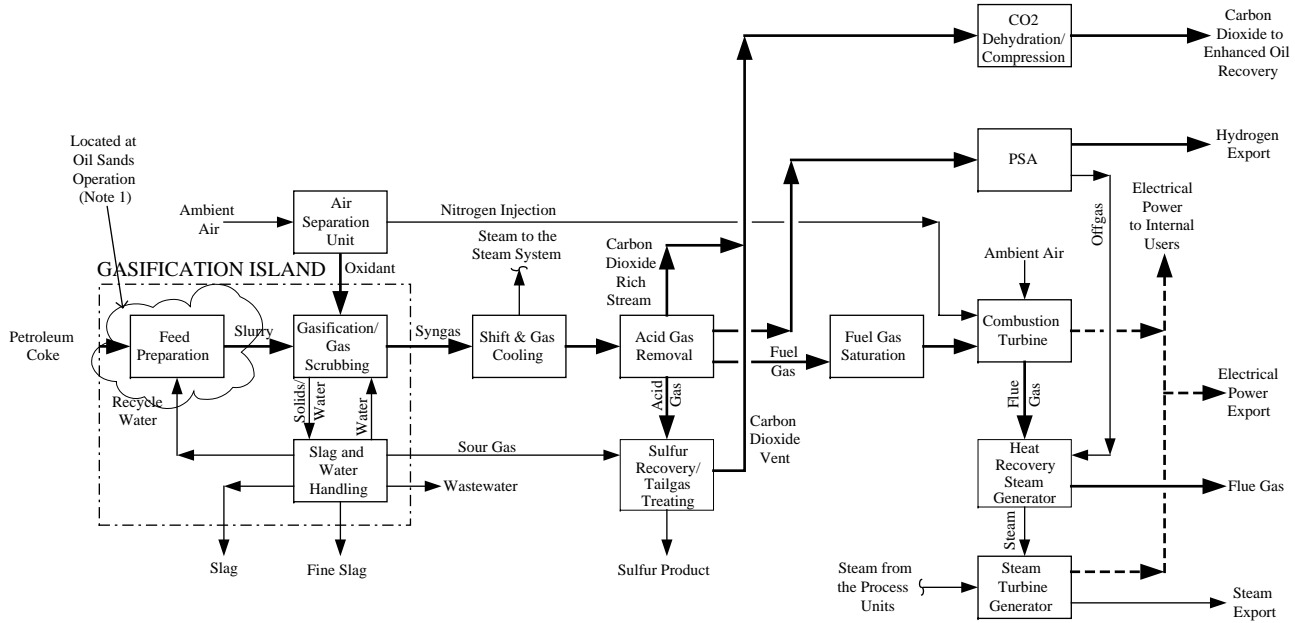 CO2
Dehydration/
Compression
Carbon
Dioxide to
Enhanced Oil
Recovery
Located at
Oil Sands
Operation
(Note 1)
PSA
Hydrogen
Export
Ambient
Air
Air
Separation
Unit
Nitrogen Injection
Steam to the
Steam System
Carbon
Dioxide
Rich
Stream
Offgas
Electrical
Power
to Internal
Users
GASIFICATION ISLAND
Oxidant
Ambient Air
Petroleum
Coke
Feed
Preparation
Slurry
Gasification/
Gas
Scrubbing
Syngas
Shift & Gas
Cooling
Acid Gas
Removal
Fuel
Gas
Fuel Gas
Saturation
Combustion
Turbine
Recycle
Water
Solids/
Water
Water
Acid
Gas
Carbon
Dioxide
Vent
Flue
Gas
Electrical
Power
Export
Slag and
Water
Handling
Sour Gas
Wastewater
Sulfur
Recovery/
Tailgas
Treating
Heat
Recovery
Steam
Generator
Flue Gas
Slag
Fine Slag
Sulfur Product
Steam
Steam from
the Process
Units
Steam
Turbine
Generator
Steam
Export